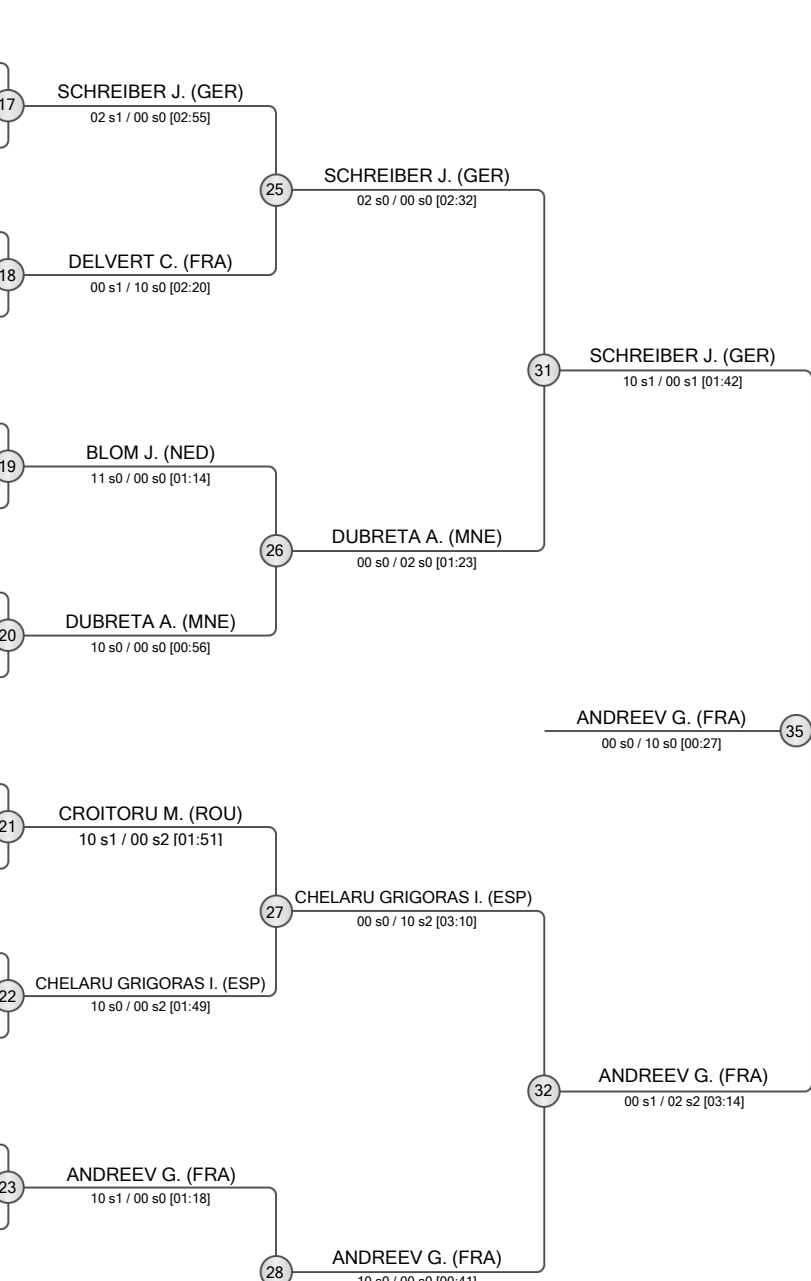 17
SCHREIBER J. (GER)
02 s1 / 00 s0 [02:55]
25
SCHREIBER J. (GER)
02 s0 / 00 s0 [02:32]
18
DELVERT C. (FRA)
00 s1 / 10 s0 [02:20]
31
SCHREIBER J. (GER)
10 s1 / 00 s1 [01:42]
19
BLOM J. (NED)
11 s0 / 00 s0 [01:14]
26
DUBRETA A. (MNE)
00 s0 / 02 s0 [01:23]
20
DUBRETA A. (MNE)
10 s0 / 00 s0 [00:56]
ANDREEV G. (FRA)
00 s0 / 10 s0 [00:27]
35
21
CROITORU M. (ROU)
10 s1 / 00 s2 [01:51]
27
CHELARU GRIGORAS I. (ESP)
00 s0 / 10 s2 [03:10]
22
CHELARU GRIGORAS I. (ESP)
10 s0 / 00 s2 [01:49]
32
ANDREEV G. (FRA)
00 s1 / 02 s2 [03:14]
23
ANDREEV G. (FRA)
10 s1 / 00 s0 [01:18]
28
ANDREEV G. (FRA)
10 s0 / 00 s0 [00:41]